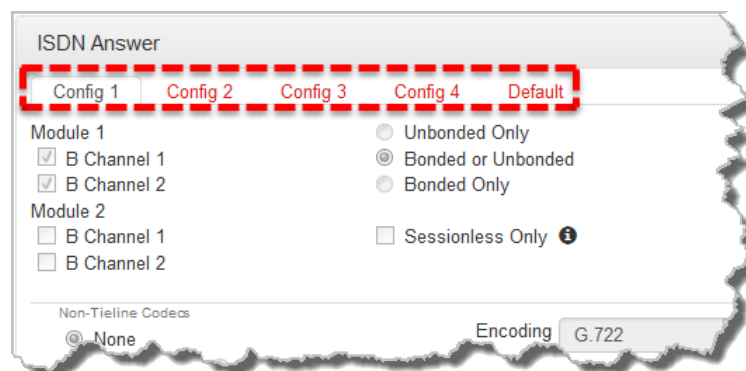 ISDN Answer
Config 1 Config 2 Config 3 Config 4 Default
Module 1
B Channel 1
B Channel 2
Module 2
B Channel 1
B Channel 2
Unbonded Only
Bonded or Unbonded
Bonded Only
Sessionless Only
Non-Tieline Codecs
None
Encoding G.722